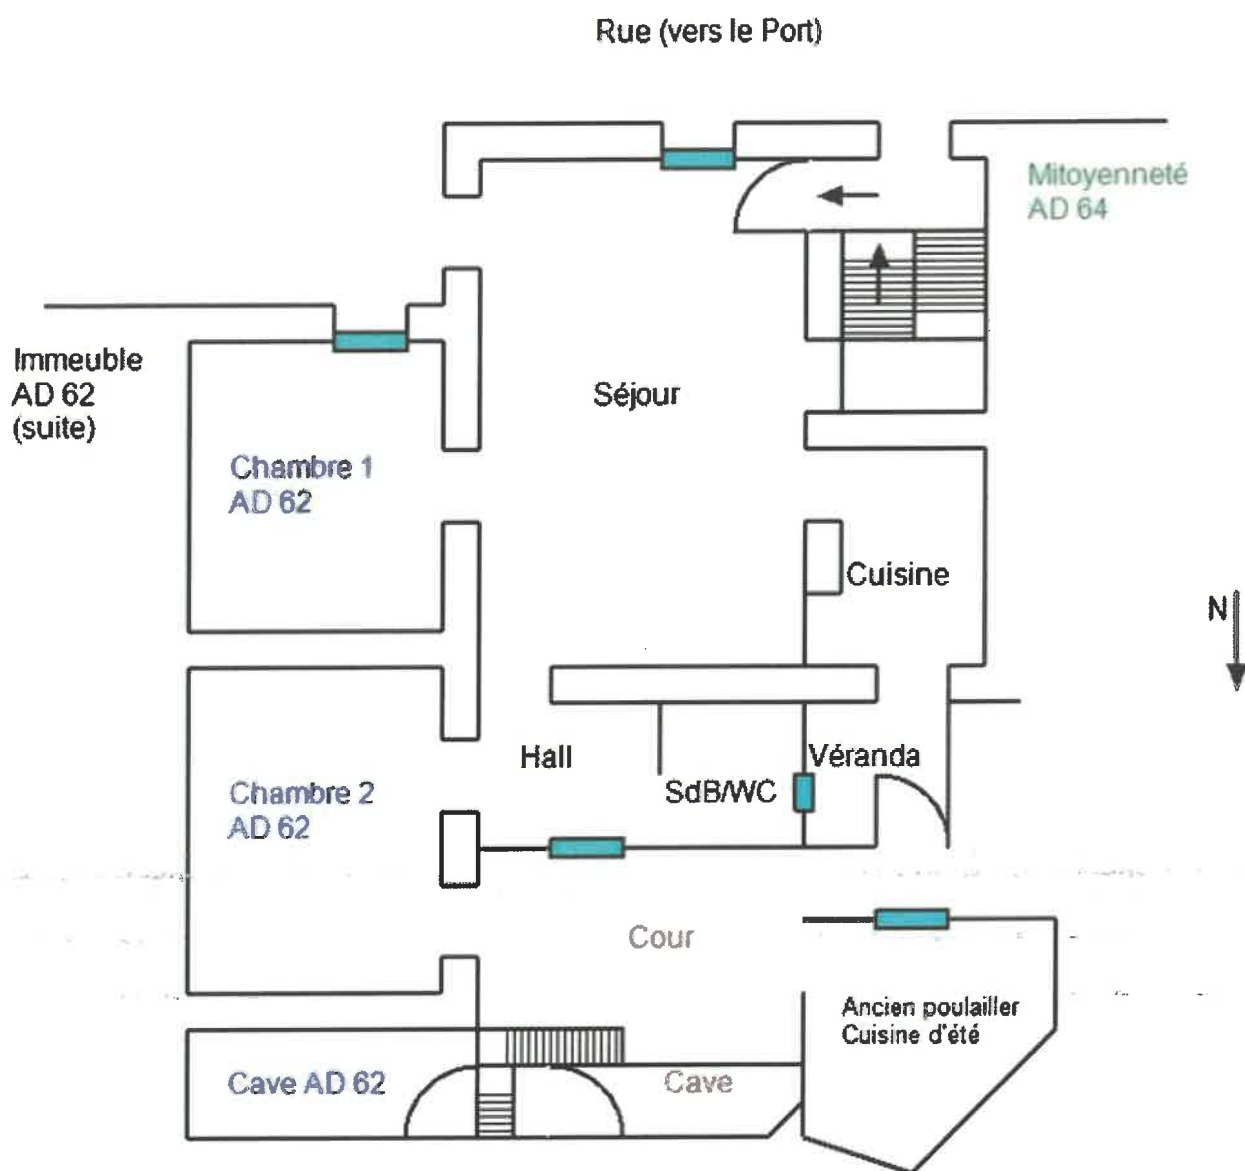 Rue (vers le Port)
Mitoyenneté
AD 64
Immeuble
AD 62
(suite)
Séjour
Chambre 1
AD 62
Cuisine
N
Hall
Véranda
SdB/WC
Chambre 2
AD 62
Cour
Ancien poulailler
Cuisine d'été
Cave AD 62
Cave